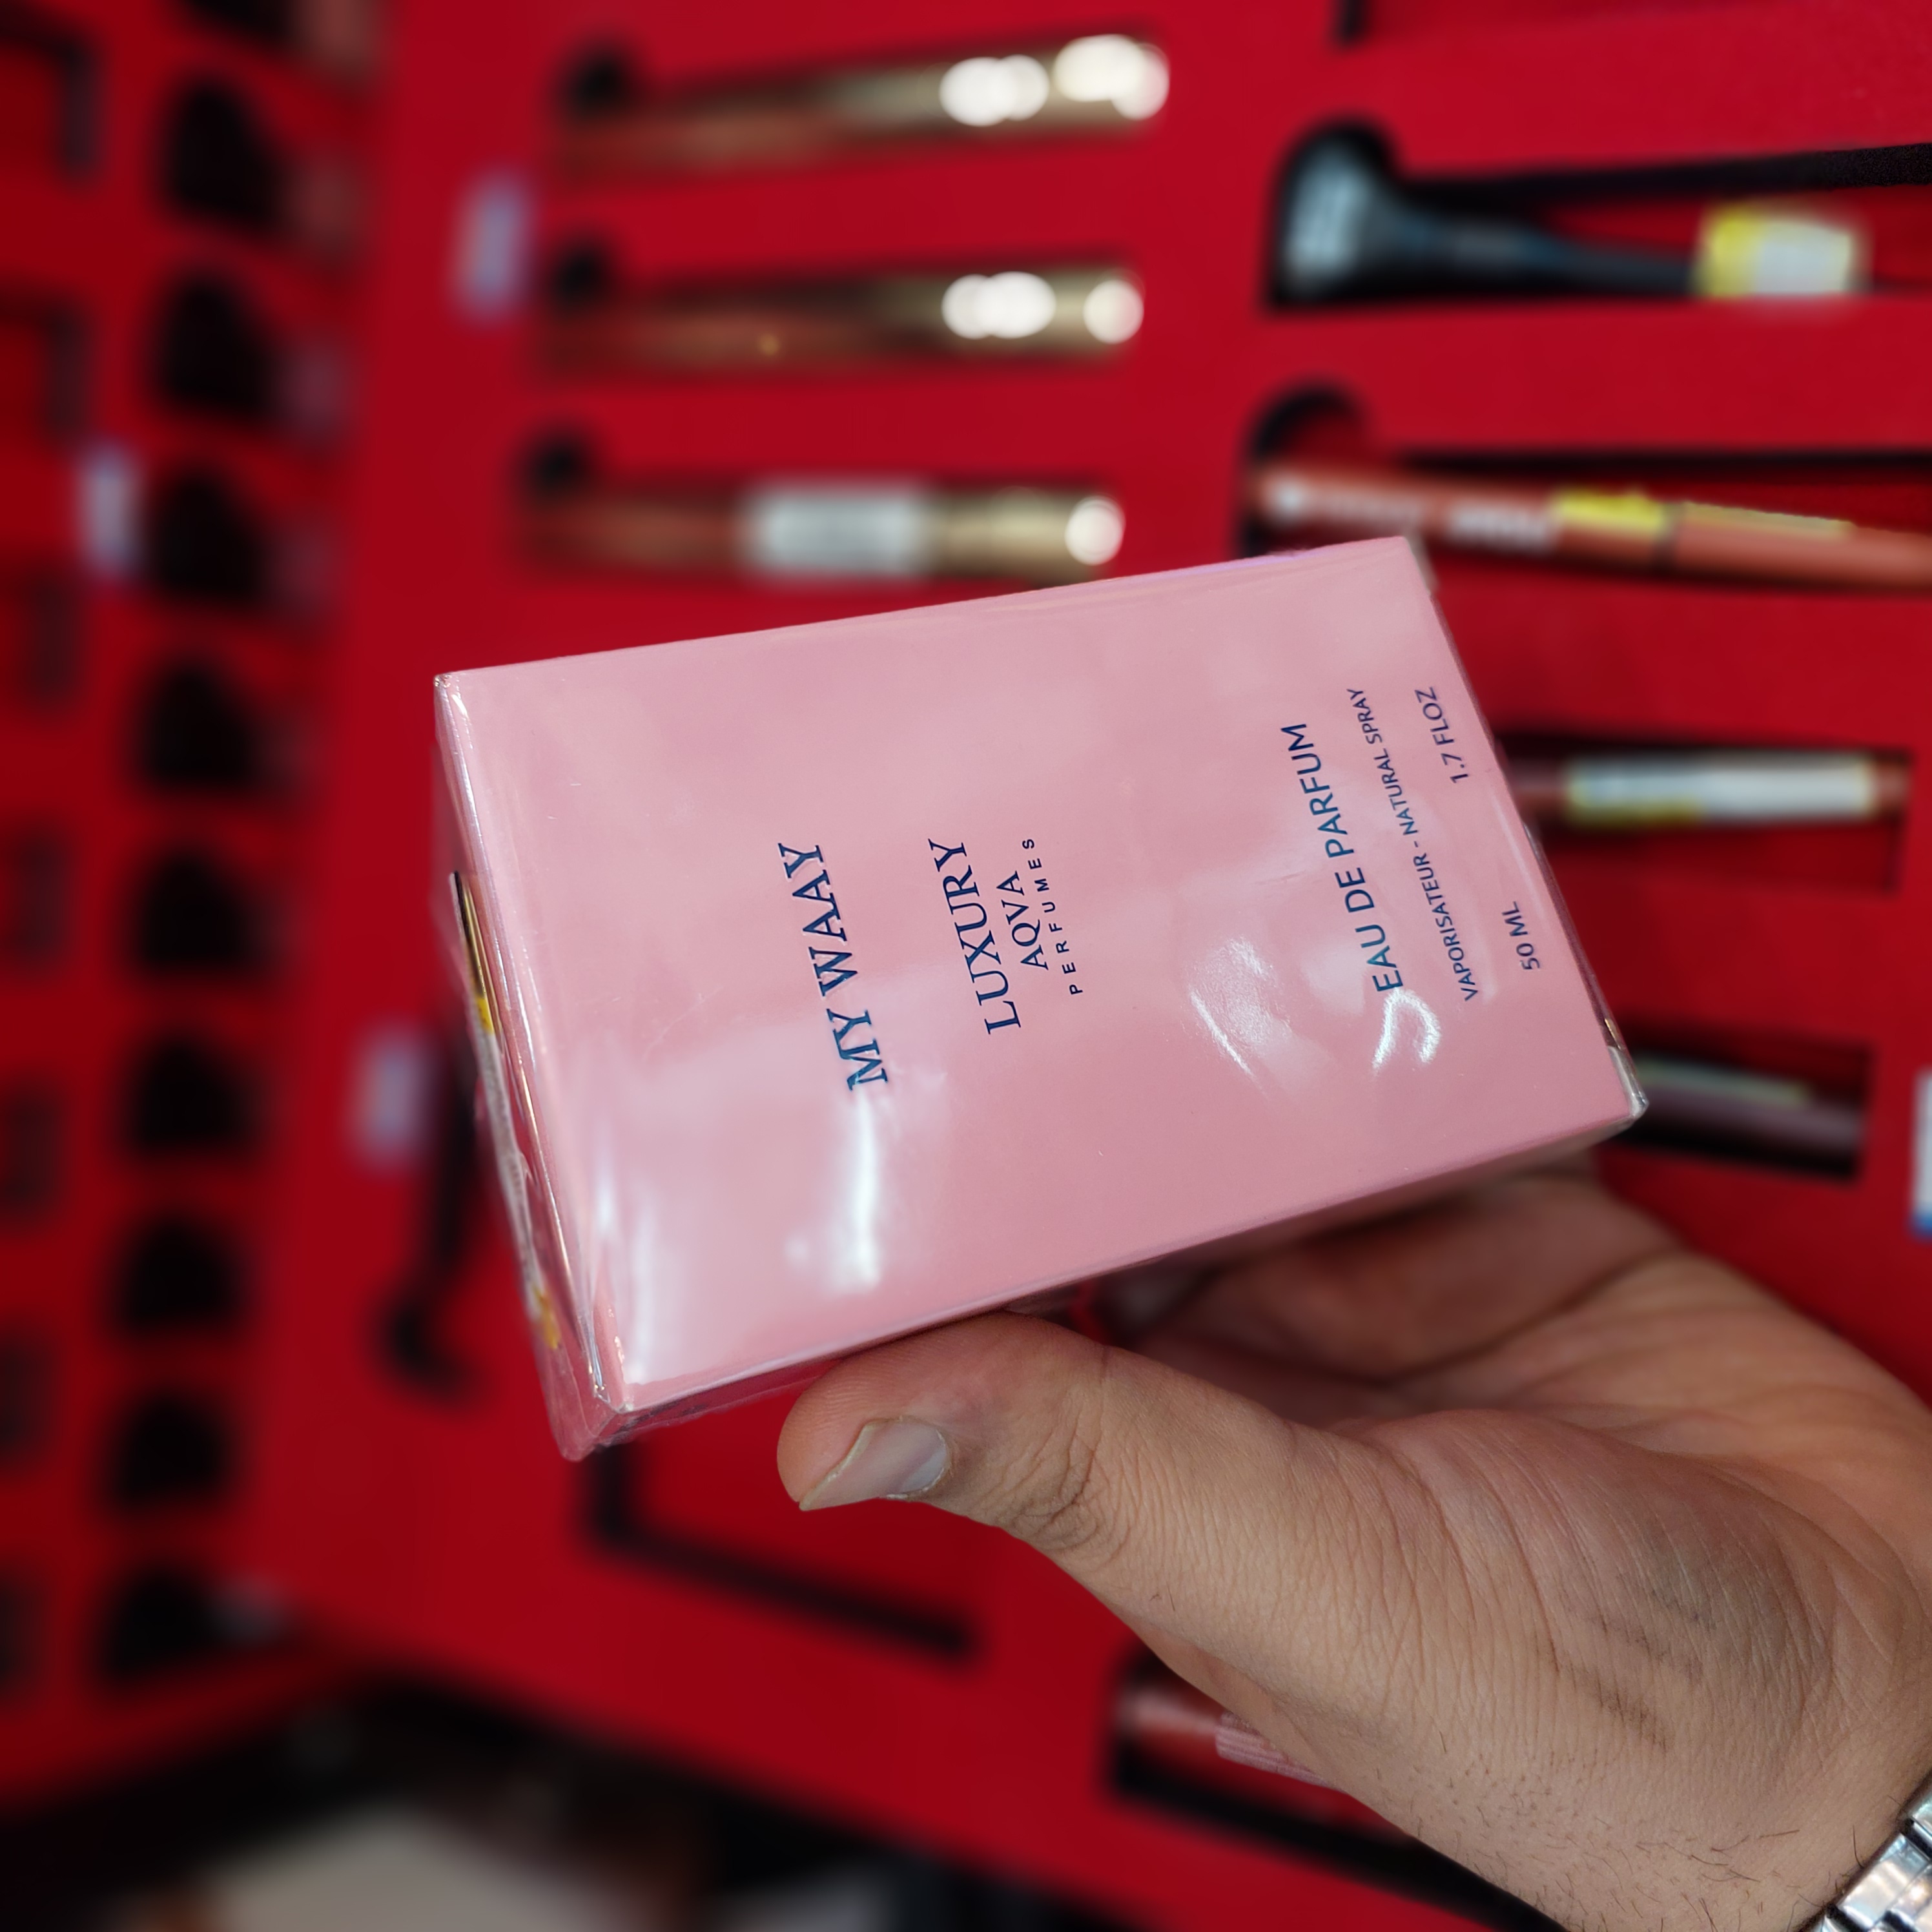 MY WAAY
LUXURY
AQVA
PERFUMES
EAU DE PARFUM
VAPORISATEUR - NATURAL SPRAY
50 ML 1.7 FLOZ